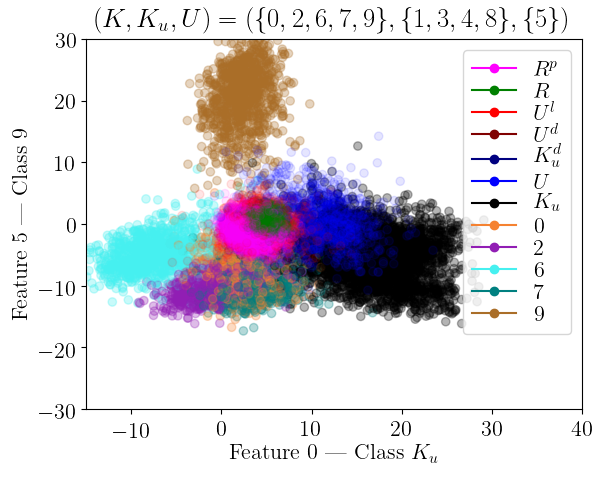 (K, K_u, U) = ({0, 2, 6, 7, 9}, {1, 3, 4, 8}, {5})
30
20
10
0
−10
−20
−30
Feature 5 — Class 9
R^p
R
U^l
U^d
K_u^d
U
K_u
0
2
6
7
9
−10
0
10
20
30
40
Feature 0 — Class K_u